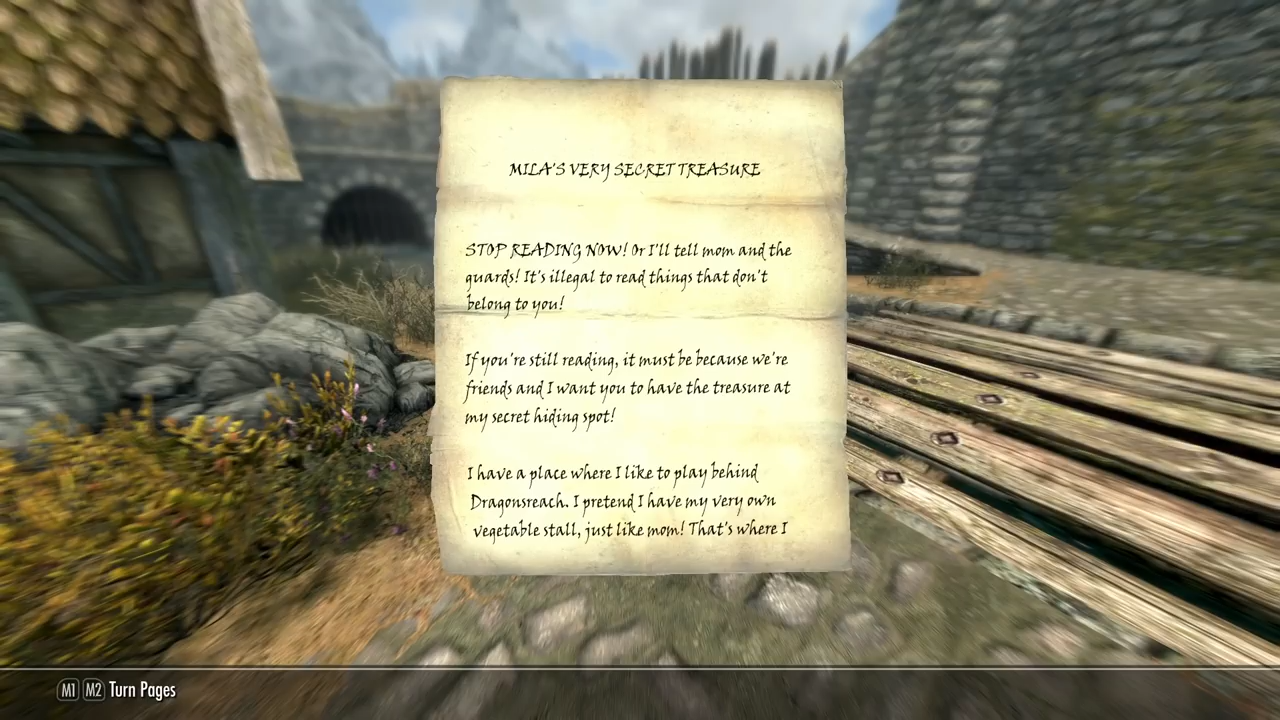 MILA'S VERY SECRET TREASURE
STOP READING NOW! Or I'll tell mom and the
guards! It's illegal to read things that don't
belong to you!
If you're still reading, it must be because we're
friends and I want you to have the treasure at
my secret hiding spot!
I have a place where I like to play behind
Dragonsreach. I pretend I have my very own
vegetable stall, just like mom! That's where I
M1 M2 Turn Pages